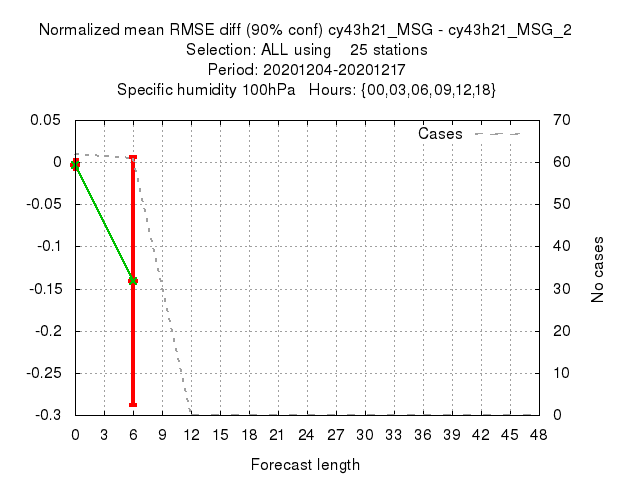 Normalized mean RMSE diff (90% conf) cy43h21_MSG - cy43h21_MSG_2
Selection: ALL using    25 stations
Period: 20201204-20201217
Specific humidity 100hPa   Hours: {00,03,06,09,12,18}
Cases
0.05
0
-0.05
-0.1
-0.15
-0.2
-0.25
-0.3
70
60
50
40
30
20
10
0
No cases
0 3 6 9 12 15 18 21 24 27 30 33 36 39 42 45 48
Forecast length